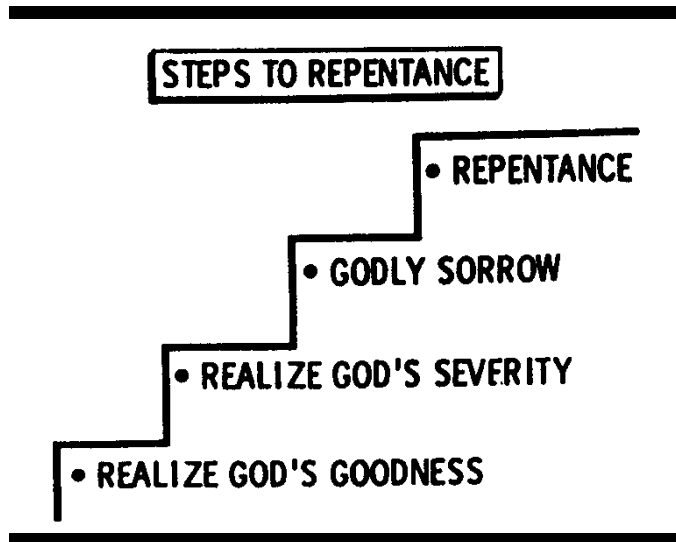 STEPS TO REPENTANCE
• REPENTANCE
• GODLY SORROW
• REALIZE GOD'S SEVERITY
• REALIZE GOD'S GOODNESS